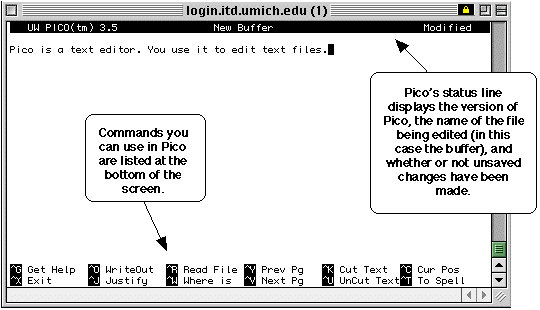 login.itd.umich.edu (1)
UW PICO(tm) 3.5 New Buffer Modified
Pico is a text editor. You use it to edit text files.
Pico's status line
displays the version of
Pico, the name of the file
being edited (in this
case the buffer), and
whether or not unsaved
changes have been
made.
Commands you
can use in Pico
are listed at the
bottom of the
screen.
^G Get Help ^O WriteOut ^R Read File ^Y Prev Pg ^K Cut Text ^C Cur Pos
^X Exit ^J Justify ^W Where is ^V Next Pg ^U UnCut Text ^T To Spell